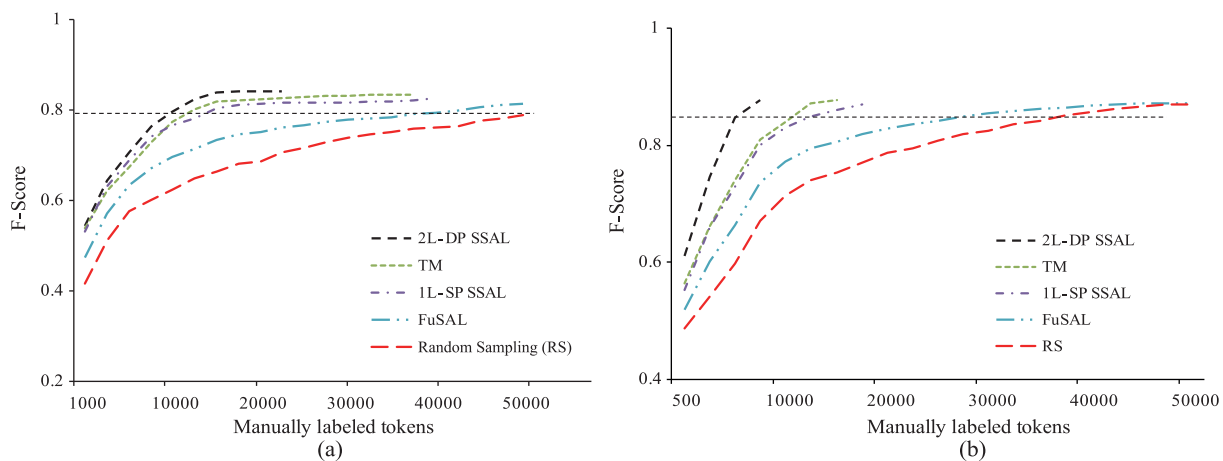 1
0.8
0.6
0.4
0.2
F-Score
2L-DP SSAL
TM
1L-SP SSAL
FuSAL
Random Sampling (RS)
1000 10000 20000 30000 40000 50000
Manually labeled tokens
(a)
1
0.8
0.6
0.4
F-Score
2L-DP SSAL
TM
1L-SP SSAL
FuSAL
RS
500 10000 20000 30000 40000 50000
Manually labeled tokens
(b)